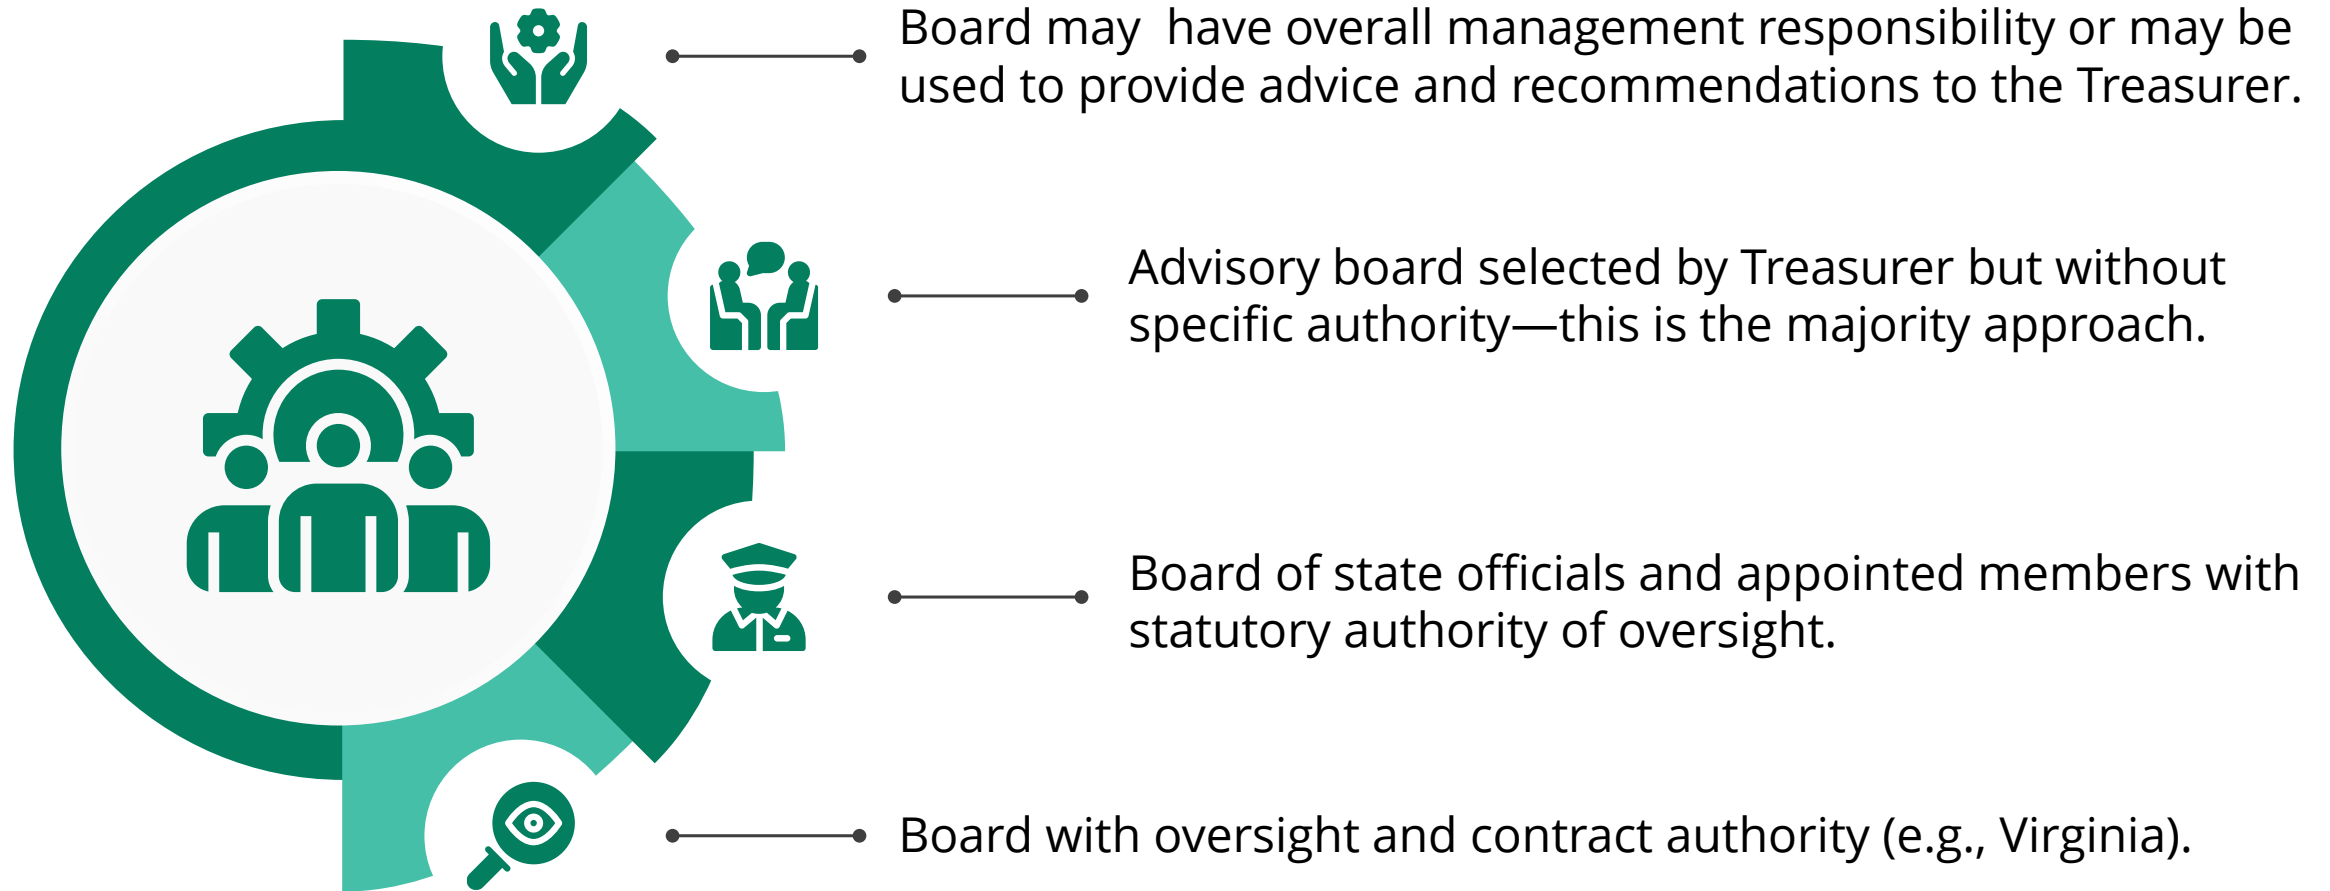 Board may  have overall management responsibility or may be
used to provide advice and recommendations to the Treasurer.
Advisory board selected by Treasurer but without
specific authority—this is the majority approach.
Board of state officials and appointed members with
statutory authority of oversight.
Board with oversight and contract authority (e.g., Virginia).